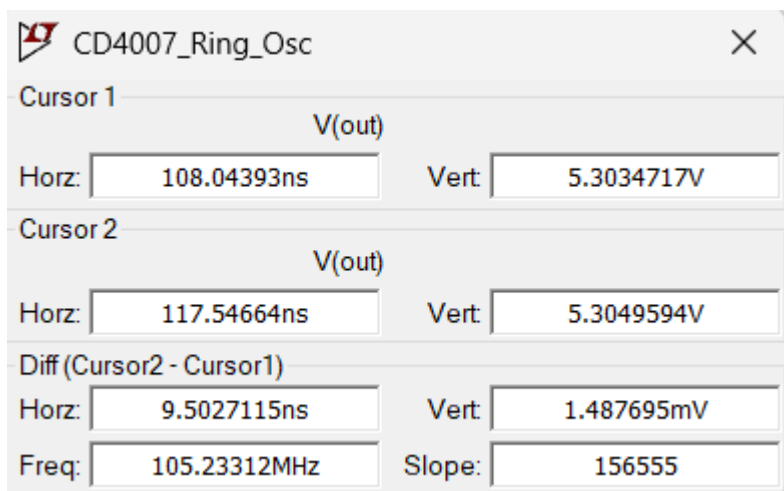 CD4007_Ring_Osc
Cursor 1
V(out)
Horz: 108.04393ns Vert: 5.3034717V
Cursor 2
V(out)
Horz: 117.54664ns Vert: 5.3049594V
Diff (Cursor2 - Cursor1)
Horz: 9.5027115ns Vert: 1.487695mV
Freq: 105.23312MHz Slope: 156555